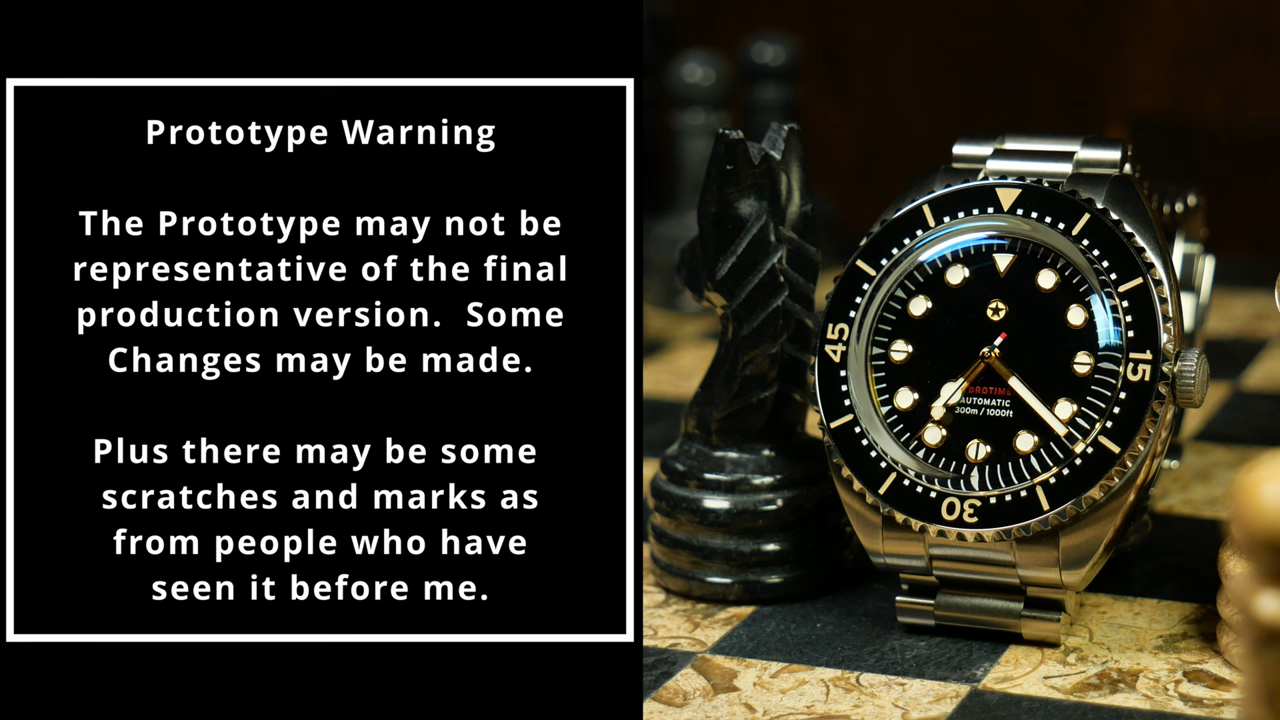 Prototype Warning
The Prototype may not be
representative of the final
production version.  Some
Changes may be made.
Plus there may be some
scratches and marks as
from people who have
seen it before me.
45
15
30
AUTOMATIC
300m / 1000ft